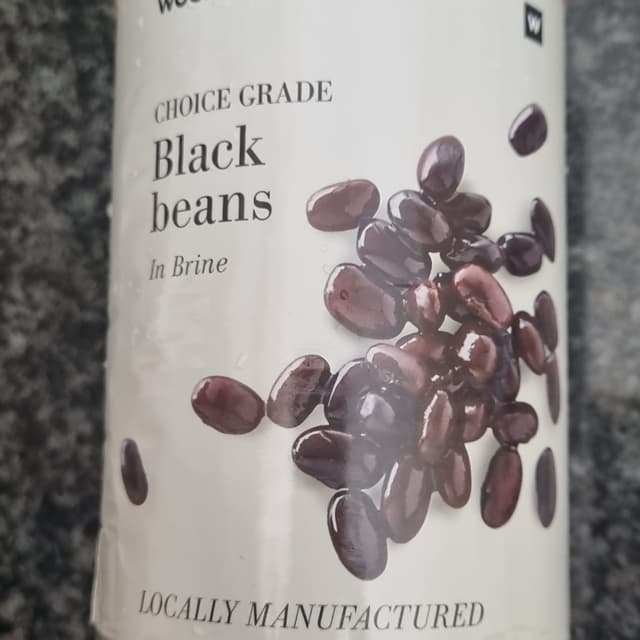 W
CHOICE GRADE
Black
beans
In Brine
LOCALLY MANUFACTURED